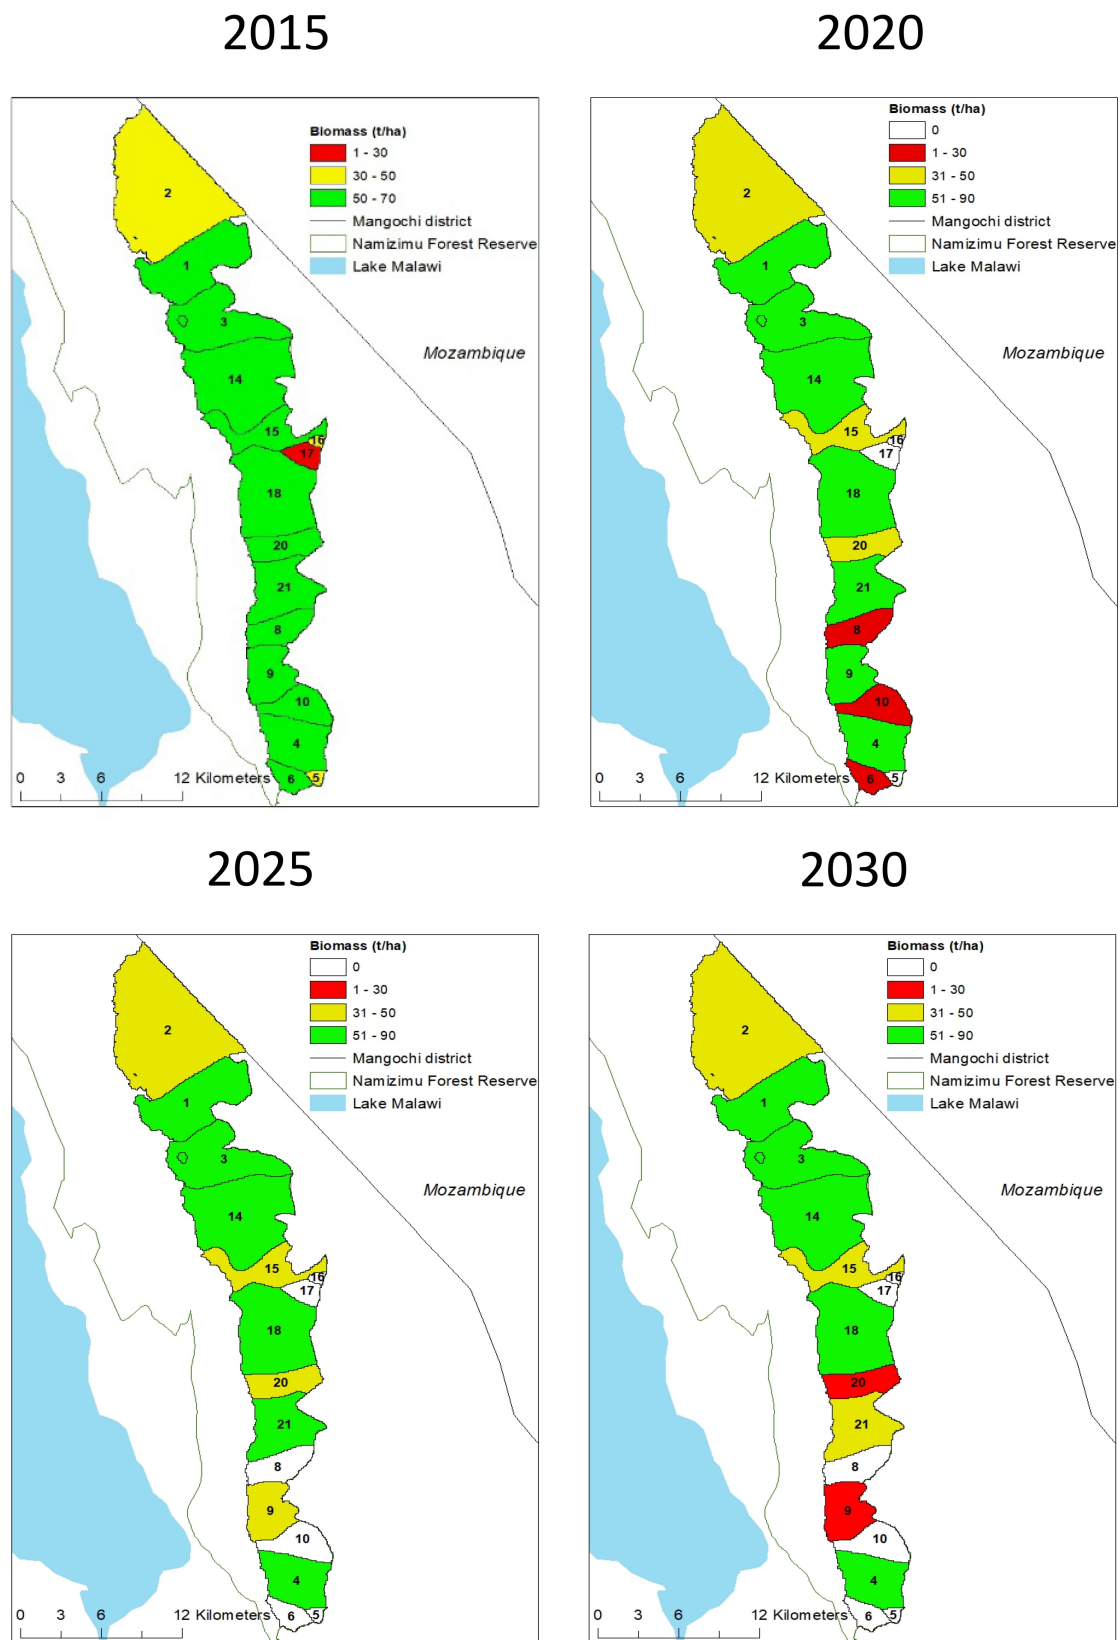 2015
Biomass (t/ha)
1 - 30
30 - 50
50 - 70
Mangochi district
Namizimu Forest Reserve
Lake Malawi
Mozambique
2
1
3
14
15
16
17
18
20
21
8
9
10
4
6
5
0 3 6 12 Kilometers
2020
Biomass (t/ha)
0
1 - 30
31 - 50
51 - 90
Mangochi district
Namizimu Forest Reserve
Lake Malawi
Mozambique
2
1
3
14
15
16
17
18
20
21
8
9
10
4
6
5
0 3 6 12 Kilometers
2025
Biomass (t/ha)
0
1 - 30
31 - 50
51 - 90
Mangochi district
Namizimu Forest Reserve
Lake Malawi
Mozambique
2
1
3
14
15
16
17
18
20
21
8
9
10
4
6
5
0 3 6 12 Kilometers
2030
Biomass (t/ha)
0
1 - 30
31 - 50
51 - 90
Mangochi district
Namizimu Forest Reserve
Lake Malawi
Mozambique
2
1
3
14
15
16
17
18
20
21
8
9
10
4
6
5
0 3 6 12 Kilometers